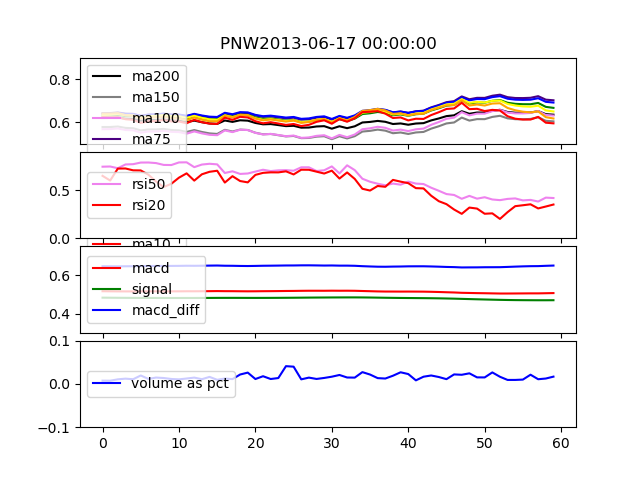 PNW2013-06-17 00:00:00
0.8
0.6
ma200
ma150
ma100
ma75
0.5
0.0
rsi50
rsi20
ma10
0.6
0.4
macd
signal
macd_diff
0.1
0.0
−0.1
volume as pct
0 10 20 30 40 50 60